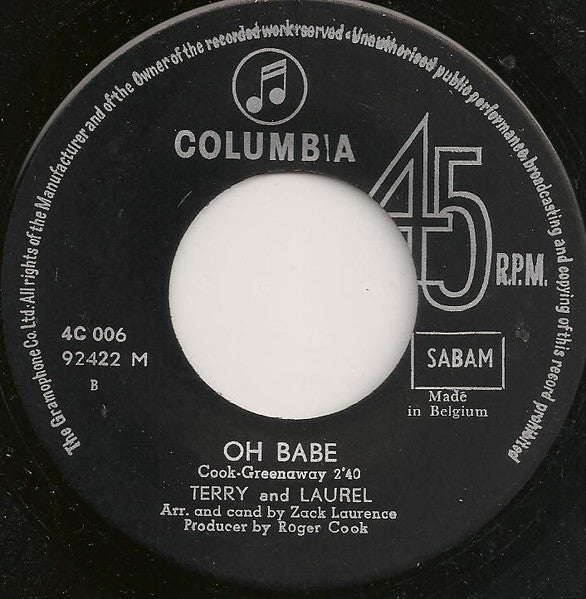 The Gramophone Co.Ltd:All rights of the Manufacturer and of the Owner of the recorded work reserved • Unauthorised public performance, broadcasting and copying of this record prohibited
COLUMBIA
45
R.P.M.
4C 006
92422 M
B
SABAM
Made
in Belgium
OH BABE
Cook-Greenaway 2'40
TERRY and LAUREL
Arr. and cand by Zack Laurence
Producer by Roger Cook